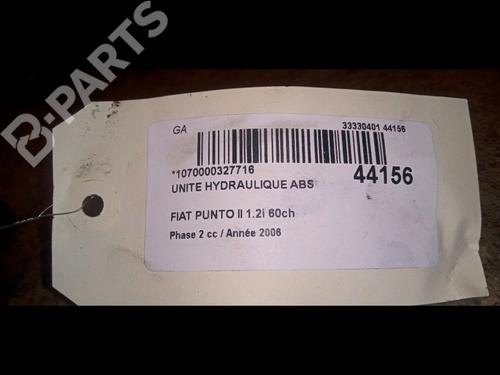 B-PARTS
GA 33330401 44156
*1070000327716 44156
UNITE HYDRAULIQUE ABS
FIAT PUNTO II 1.2i 60ch
Phase 2 cc / Année 2006